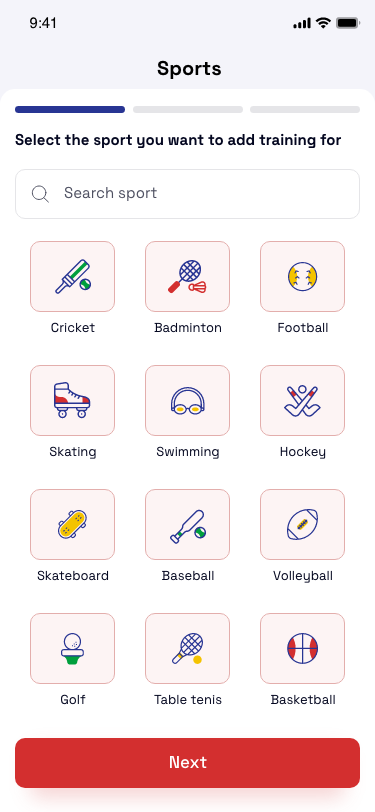 9:41
Sports
Select the sport you want to add training for
Search sport
Cricket
Badminton
Football
Skating
Swimming
Hockey
Skateboard
Baseball
Volleyball
Golf
Table tenis
Basketball
Next